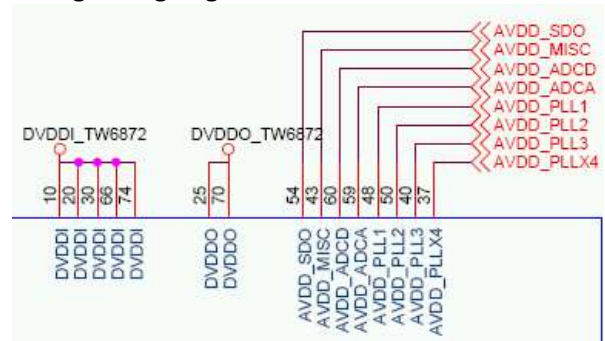 AVDD_SDO
AVDD_MISC
AVDD_ADCD
AVDD_ADCA
AVDD_PLL1
AVDD_PLL2
AVDD_PLL3
AVDD_PLLX4
DVDDI_TW6872
DVDDO_TW6872
10
20
30
66
74
25
70
54
43
60
59
48
50
40
37
DVDDI
DVDDI
DVDDI
DVDDI
DVDDI
DVDDO
DVDDO
AVDD_SDO
AVDD_MISC
AVDD_ADCD
AVDD_ADCA
AVDD_PLL1
AVDD_PLL2
AVDD_PLL3
AVDD_PLLX4